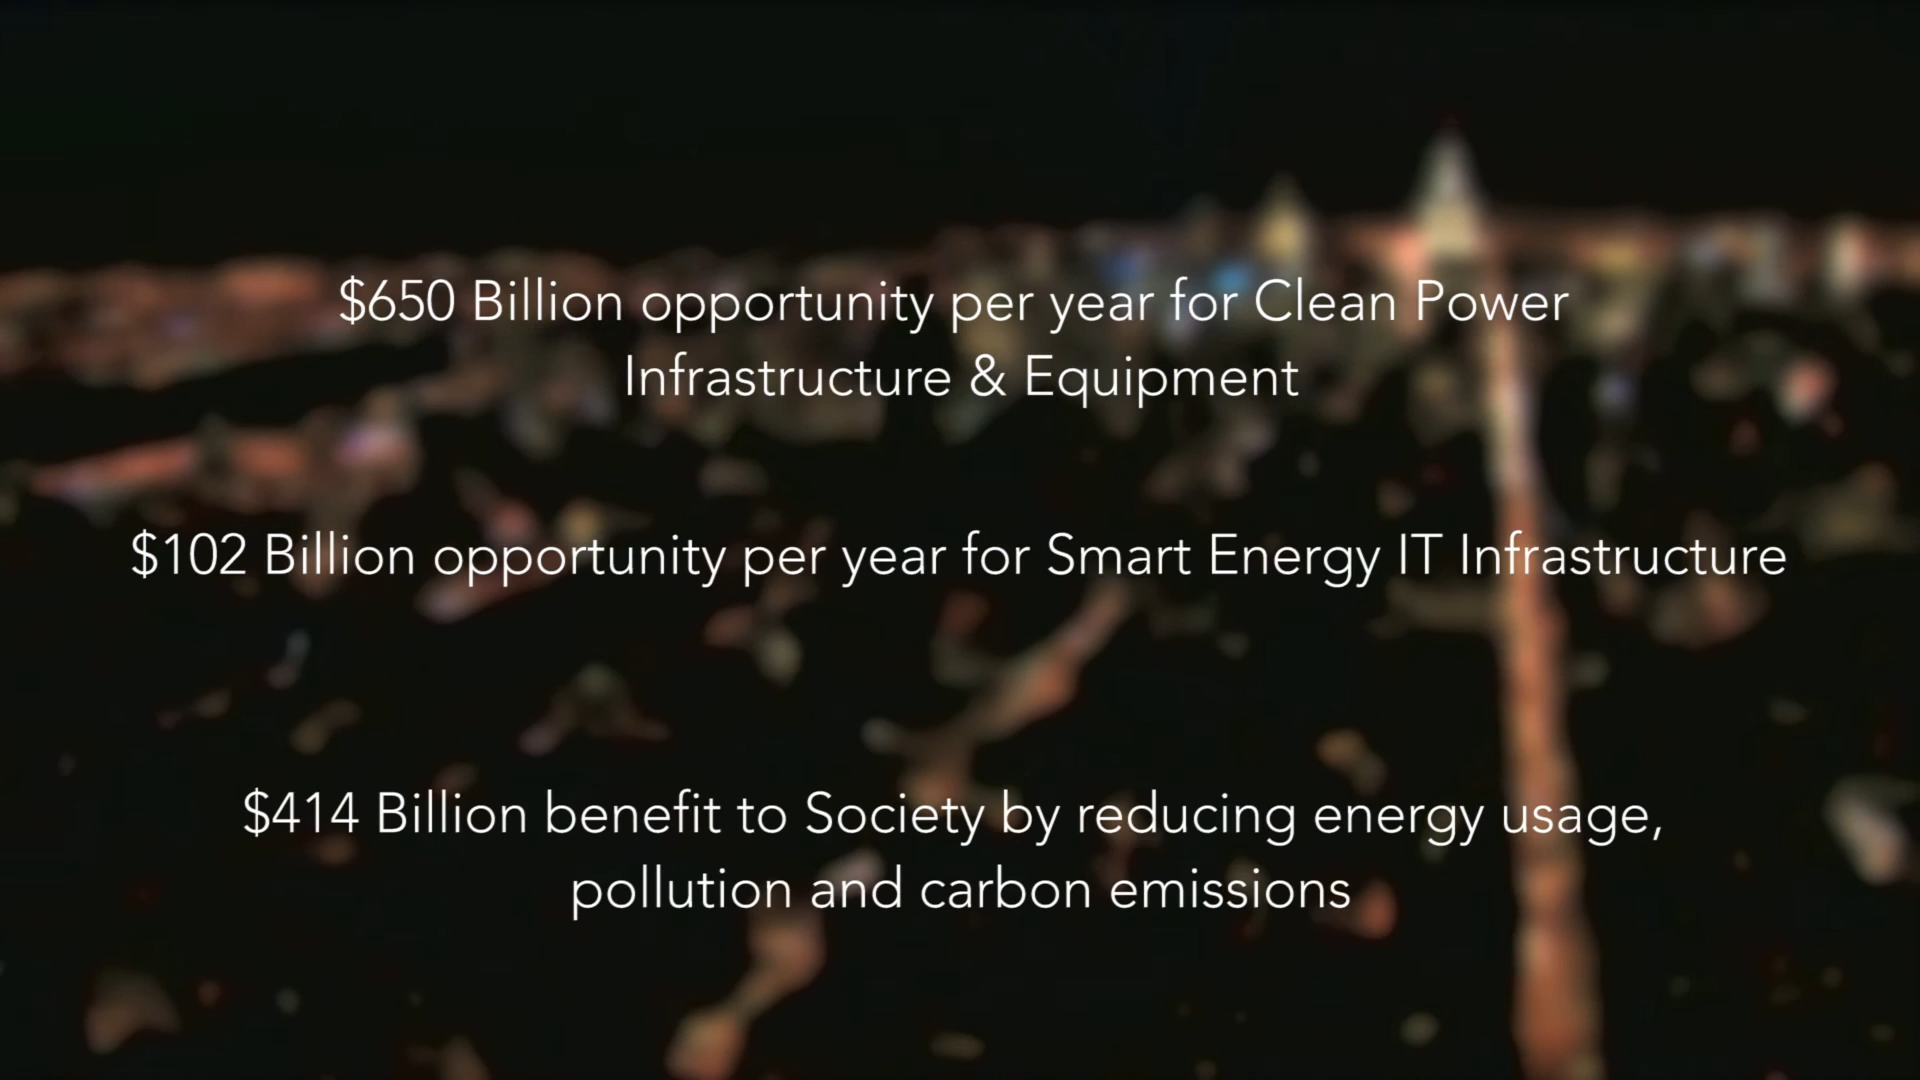 $650 Billion opportunity per year for Clean Power
Infrastructure & Equipment
$102 Billion opportunity per year for Smart Energy IT Infrastructure
$414 Billion benefit to Society by reducing energy usage,
pollution and carbon emissions